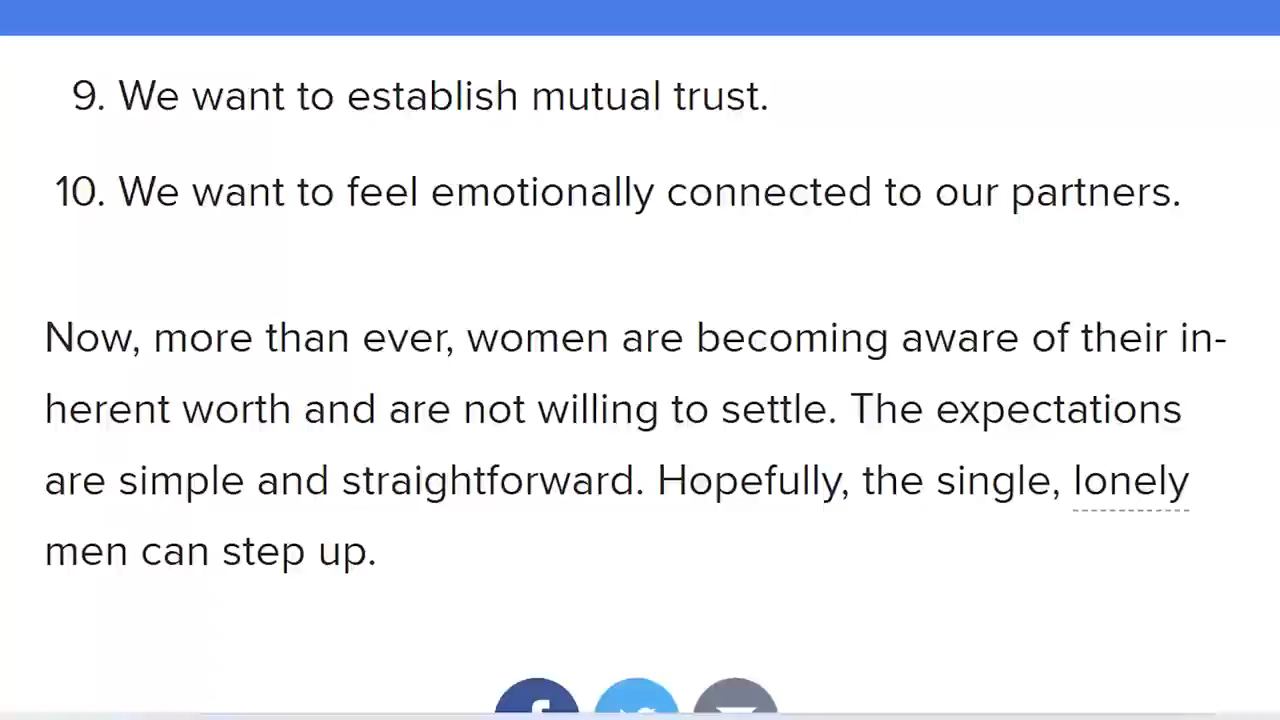 9. We want to establish mutual trust.
10. We want to feel emotionally connected to our partners.
Now, more than ever, women are becoming aware of their in-
herent worth and are not willing to settle. The expectations
are simple and straightforward. Hopefully, the single, lonely
men can step up.